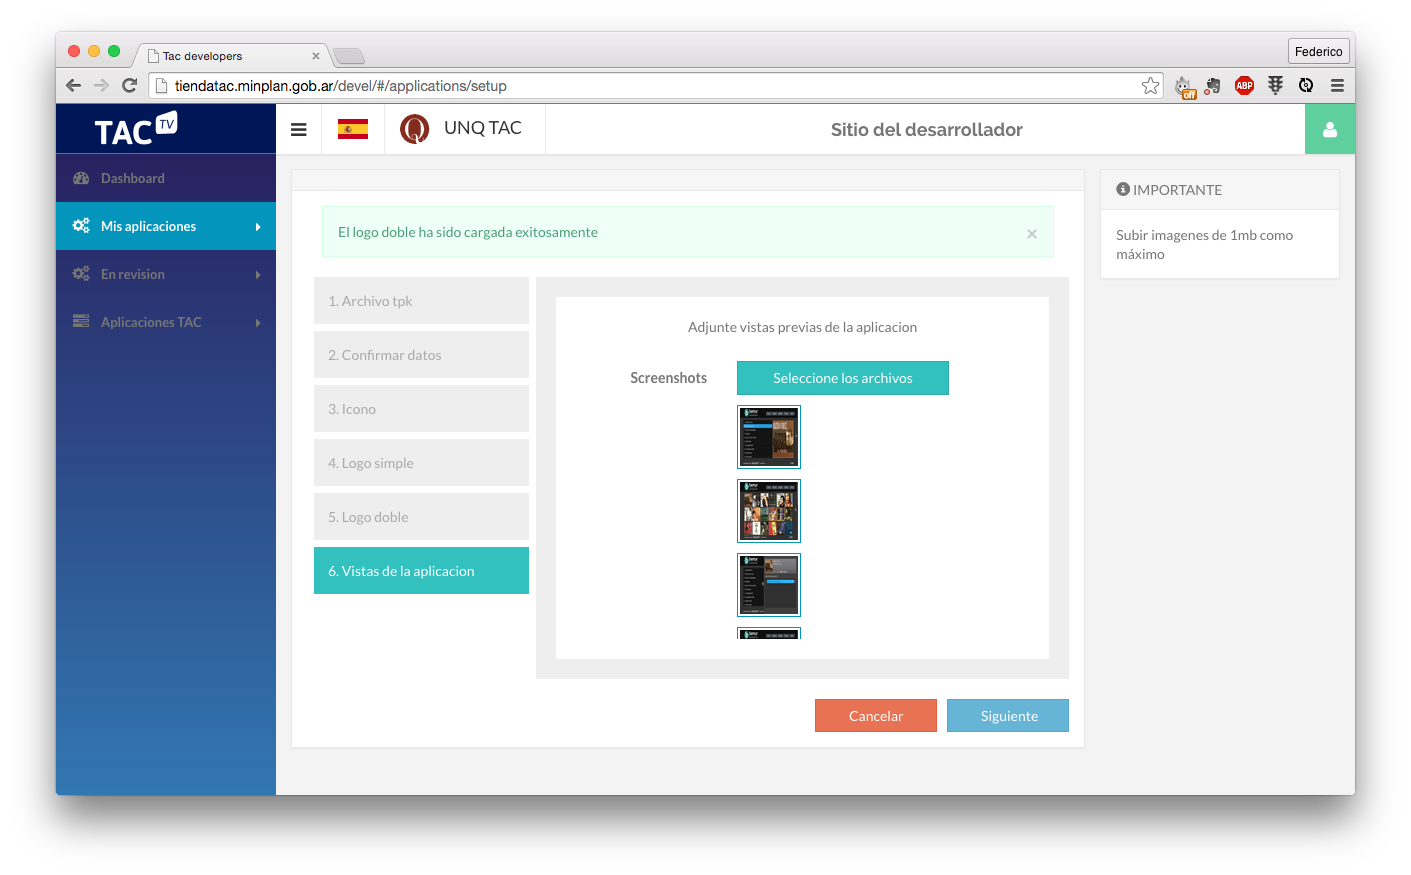 Tac developers
Federico
tiendatac.minplan.gob.ar/devel/#/applications/setup
off
ABP
TAC TV
UNQ TAC
Sitio del desarrollador
Dashboard
Mis aplicaciones
En revision
Aplicaciones TAC
El logo doble ha sido cargada exitosamente
×
1. Archivo tpk
2. Confirmar datos
3. Icono
4. Logo simple
5. Logo doble
6. Vistas de la aplicacion
Adjunte vistas previas de la aplicacion
Screenshots
Seleccione los archivos
Cancelar
Siguiente
IMPORTANTE
Subir imagenes de 1mb como
máximo